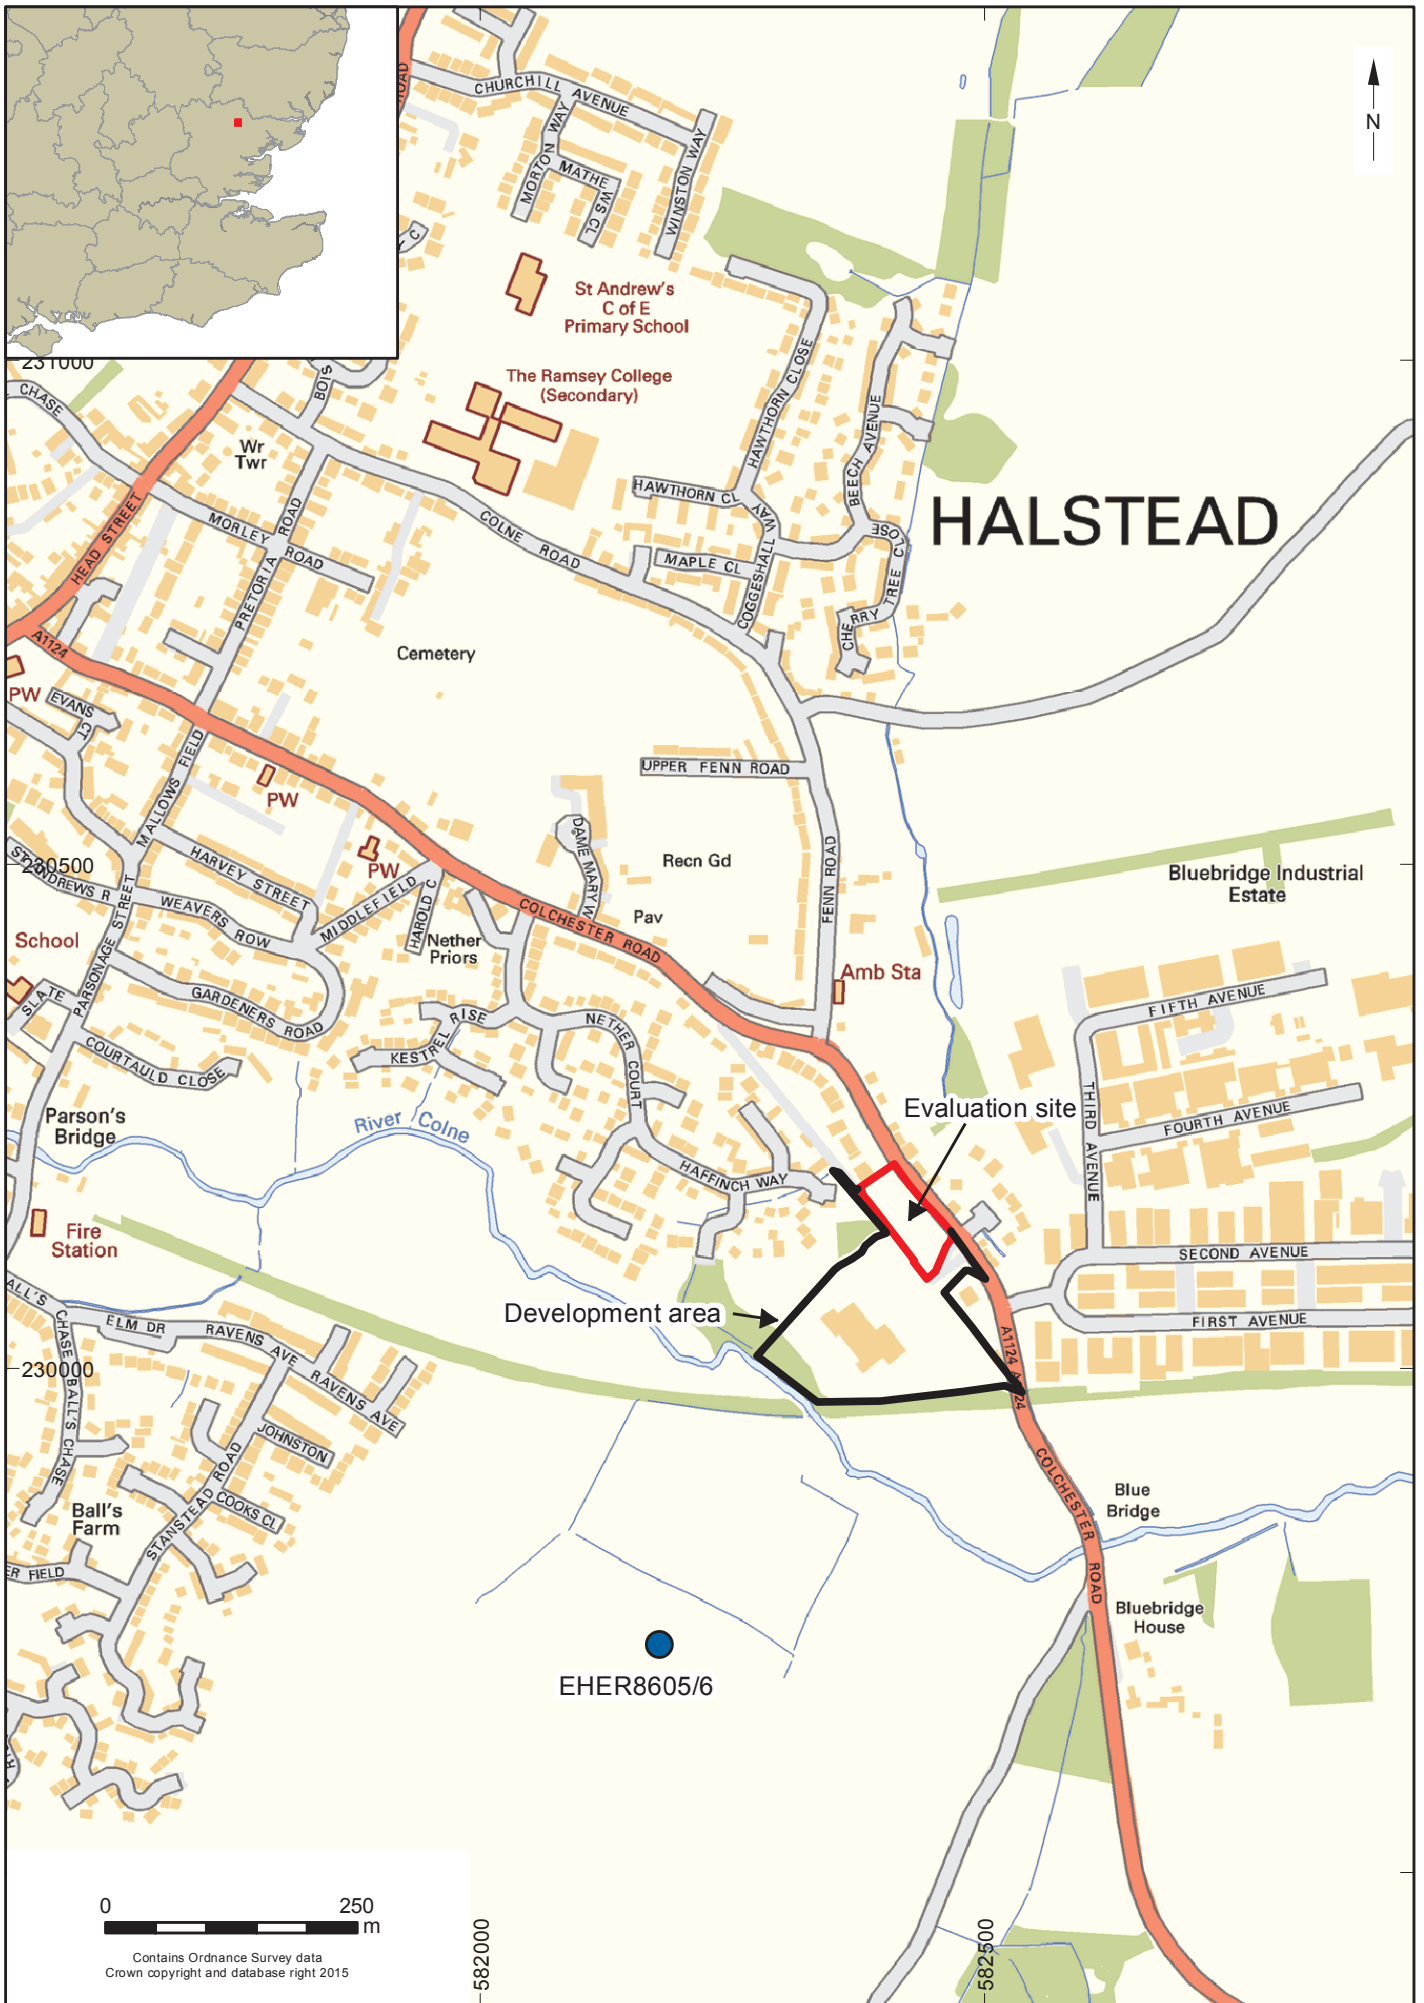 N
ROAD
CHURCHILL AVENUE
MORTON WAY
MATHEWS CL
WINSTON WAY
St Andrew's
C of E
Primary School
231000
The Ramsey College
(Secondary)
CHASE
BOIS
Wr
Twr
HEAD STREET
MORLEY ROAD
PRETORIA ROAD
COLNE ROAD
HAWTHORN CLOSE
HAWTHORN CL
BEECH AVENUE
MAPLE CL
COGGESHALL WAY
CHERRY TREE CLOSE
HALSTEAD
A1124
Cemetery
PW
EVANS CT
MALLOWS FIELD
PW
UPPER FENN ROAD
DAME MARY W
PW
Recn Gd
FENN ROAD
230500
HARVEY STREET
MIDDLEFIELD
HAROLD C
WEAVERS ROW
COLCHESTER ROAD
Pav
Bluebridge Industrial
Estate
School
PARSONAGE STREET
Nether
Priors
Amb Sta
SLATE
GARDENERS ROAD
FIFTH AVENUE
COURTAULD CLOSE
KESTREL RISE
NETHER COURT
THIRD AVENUE
FOURTH AVENUE
Parson's
Bridge
River Colne
Evaluation site
HAFFINCH WAY
Fire
Station
SECOND AVENUE
Development area
FIRST AVENUE
BALL'S CHASE
ELM DR
RAVENS AVE
RAVENS AVE
A1124
230000
JOHNSTON
STANSTEAD ROAD
COOKS CL
Ball's
Farm
COLCHESTER ROAD
Blue
Bridge
ER FIELD
Bluebridge
House
EHER8605/6
0 250
m
Contains Ordnance Survey data
Crown copyright and database right 2015
582000
582500